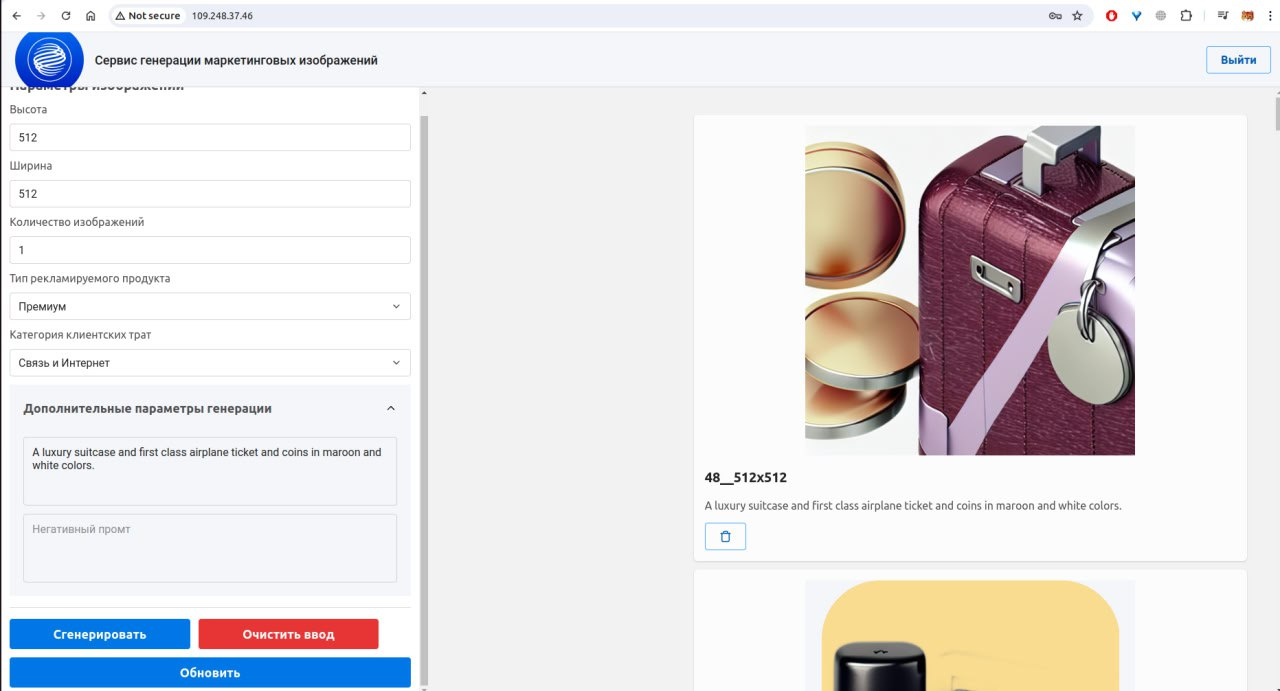 Not secure 109.248.37.46
Сервис генерации маркетинговых изображений
Выйти
Параметры изображений
Высота
512
Ширина
512
Количество изображений
1
Тип рекламируемого продукта
Премиум
Категория клиентских трат
Связь и Интернет
Дополнительные параметры генерации
A luxury suitcase and first class airplane ticket and coins in maroon and
white colors.
Негативный промт
Сгенерировать
Очистить ввод
Обновить
48__512x512
A luxury suitcase and first class airplane ticket and coins in maroon and white colors.